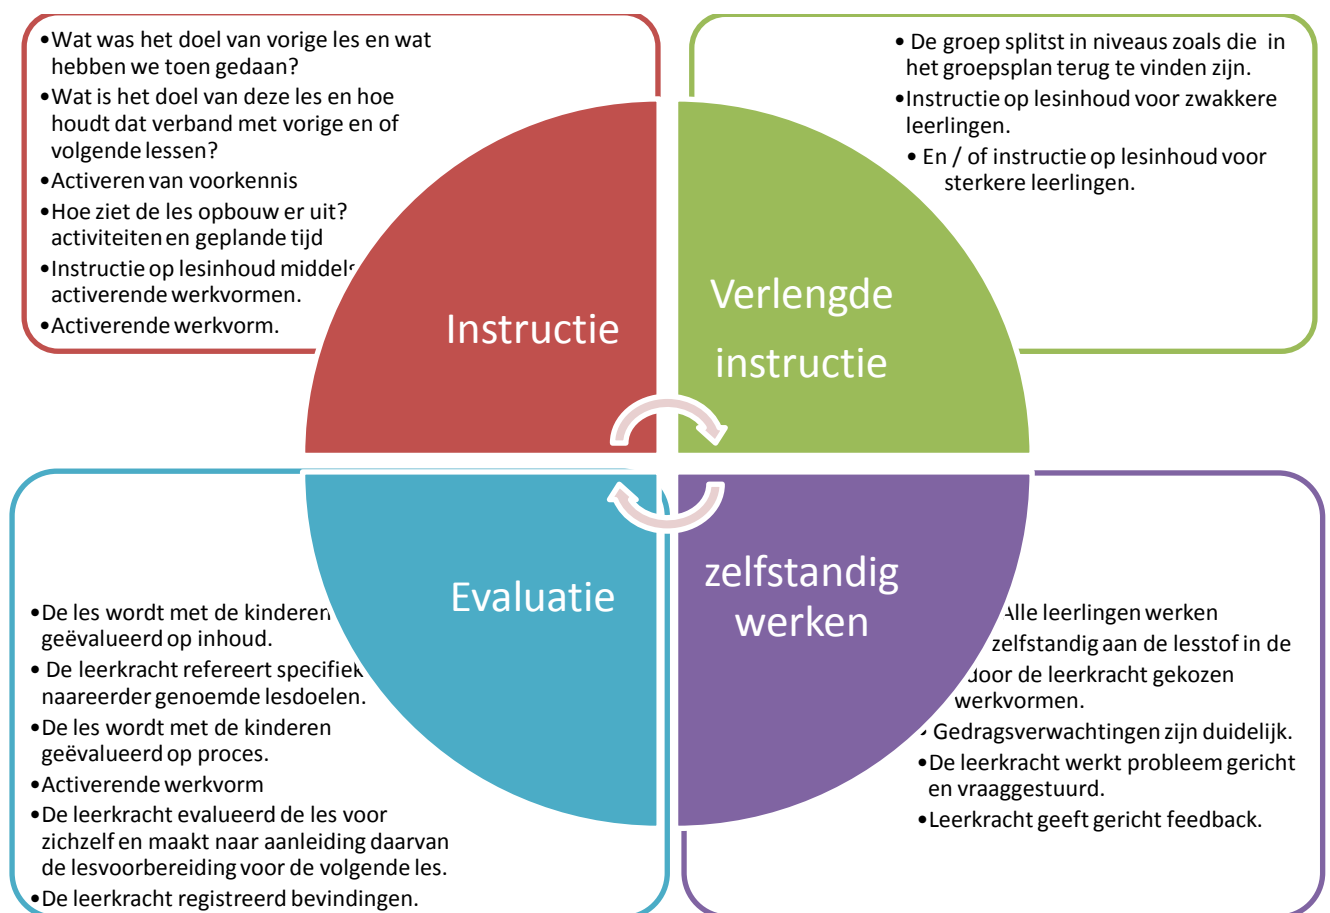 •Wat was het doel van vorige les en wat
hebben we toen gedaan?
•Wat is het doel van deze les en hoe
houdt dat verband met vorige en of
volgende lessen?
•Activeren van voorkennis
•Hoe ziet de les opbouw er uit?
activiteiten en geplande tijd
•Instructie op lesinhoud middels
activerende werkvormen.
•Activerende werkvorm.
• De groep splitst in niveaus zoals die in
het groepsplan terug te vinden zijn.
•Instructie op lesinhoud voor zwakkere
leerlingen.
• En / of instructie op lesinhoud voor
sterkere leerlingen.
Instructie
Verlengde
instructie
Evaluatie
zelfstandig
werken
•De les wordt met de kinderen
geëvalueerd op inhoud.
• De leerkracht refereert specifiek
naareerder genoemde lesdoelen.
•De les wordt met de kinderen
geëvalueerd op proces.
•Activerende werkvorm
•De leerkracht evalueerd de les voor
zichzelf en maakt naar aanleiding daarvan
de lesvoorbereiding voor de volgende les.
•De leerkracht registreerd bevindingen.
Alle leerlingen werken
zelfstandig aan de lesstof in de
door de leerkracht gekozen
werkvormen.
• Gedragsverwachtingen zijn duidelijk.
•De leerkracht werkt probleem gericht
en vraaggestuurd.
•Leerkracht geeft gericht feedback.